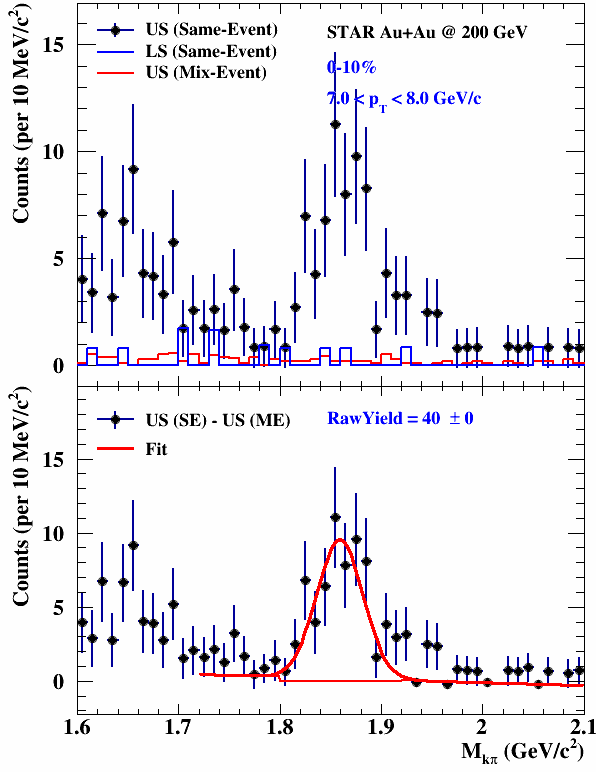 US (Same-Event)
LS (Same-Event)
US (Mix-Event)
STAR Au+Au @ 200 GeV
0-10%
7.0 < pT < 8.0 GeV/c
Counts (per 10 MeV/c²)
15
10
5
0
US (SE) - US (ME)
Fit
RawYield = 40 ± 0
Counts (per 10 MeV/c²)
15
10
5
0
1.6 1.7 1.8 1.9 2 2.1
Mkπ (GeV/c²)